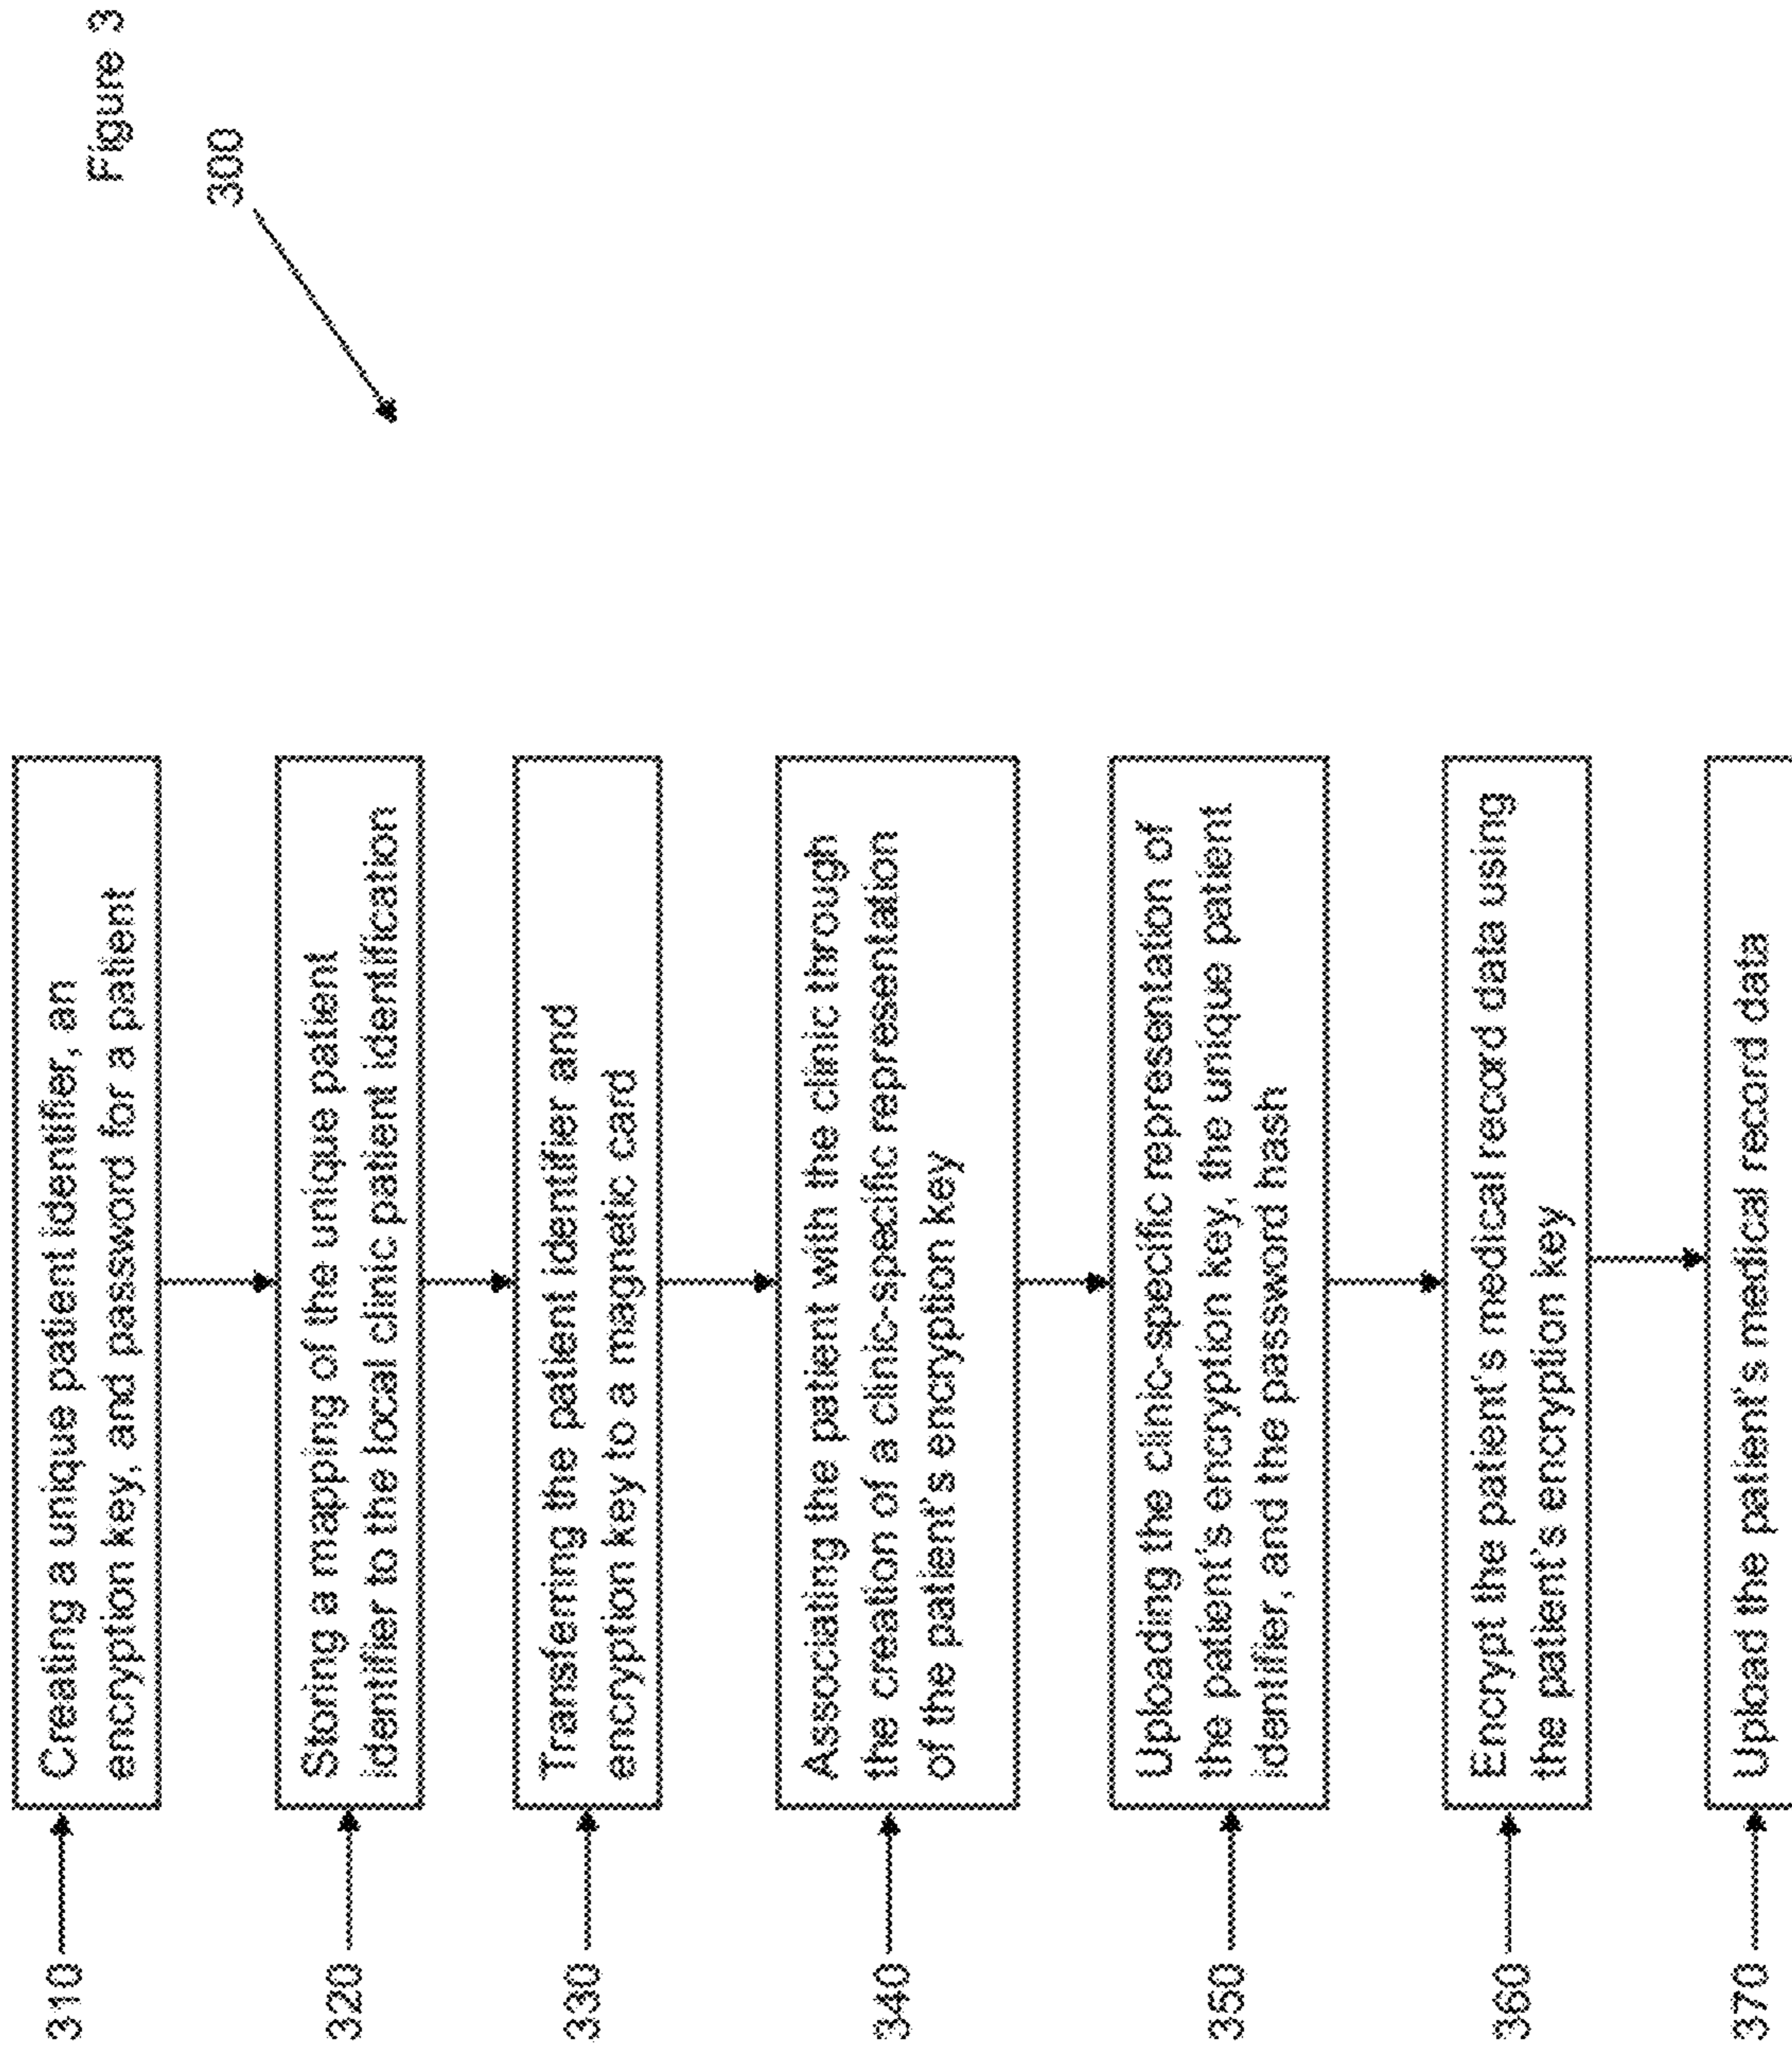 Figure 3
300
310
Creating a unique patient identifier, an
encryption key, and password for a patient
320
Storing a mapping of the unique patient
identifier to the local clinic patient identification
330
Transferring the patient identifier and
encryption key to a magnetic card
340
Associating the patient with the clinic through
the creation of a clinic-specific representation
of the patient's encryption key
350
Uploading the clinic-specific representation of
the patient's encryption key, the unique patient
identifier, and the password hash
360
Encrypt the patient's medical record data using
the patient's encryption key
370
Upload the patient's medical record data